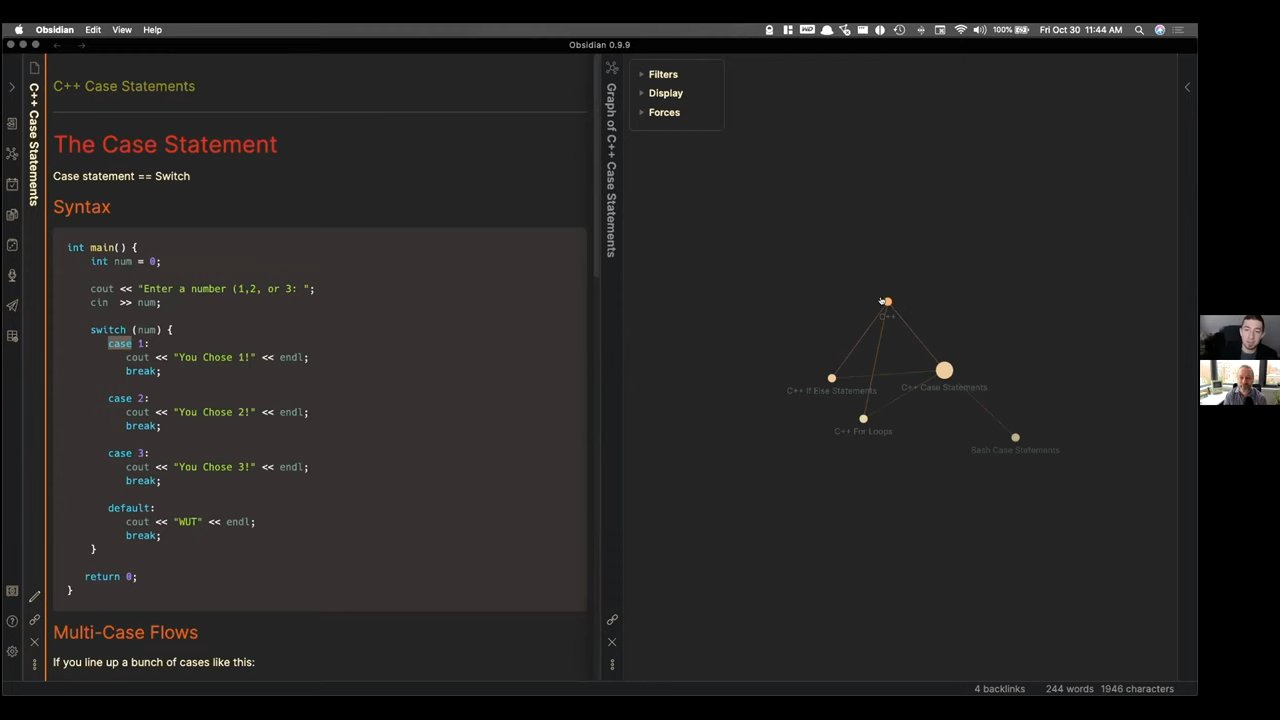 Obsidian Edit View Help
100% Fri Oct 30 11:44 AM
Obsidian 0.9.9
C++ Case Statements
C++ Case Statements
The Case Statement
Case statement == Switch
Syntax
int main() {
int num = 0;
cout << "Enter a number (1,2, or 3: ";
cin >> num;
switch (num) {
case 1:
cout << "You Chose 1!" << endl;
break;
case 2:
cout << "You Chose 2!" << endl;
break;
case 3:
cout << "You Chose 3!" << endl;
break;
default:
cout << "WUT" << endl;
break;
}
return 0;
}
Multi-Case Flows
If you line up a bunch of cases like this:
Graph of C++ Case Statements
Filters
Display
Forces
C++
C++ If Else Statements
C++ Case Statements
C++ For Loops
Bash Case Statements
4 backlinks 244 words 1946 characters